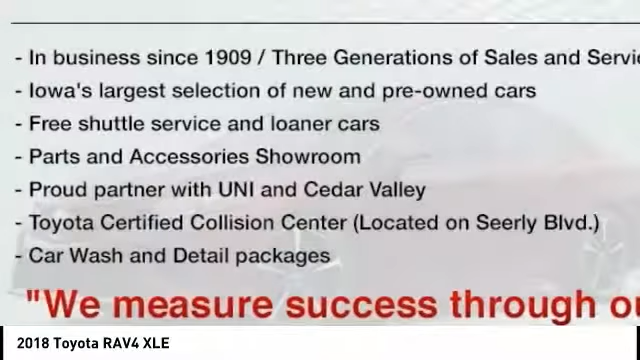 - In business since 1909 / Three Generations of Sales and Servi
- Iowa's largest selection of new and pre-owned cars
- Free shuttle service and loaner cars
- Parts and Accessories Showroom
- Proud partner with UNI and Cedar Valley
- Toyota Certified Collision Center (Located on Seerly Blvd.)
- Car Wash and Detail packages
"We measure success through ou
2018 Toyota RAV4 XLE